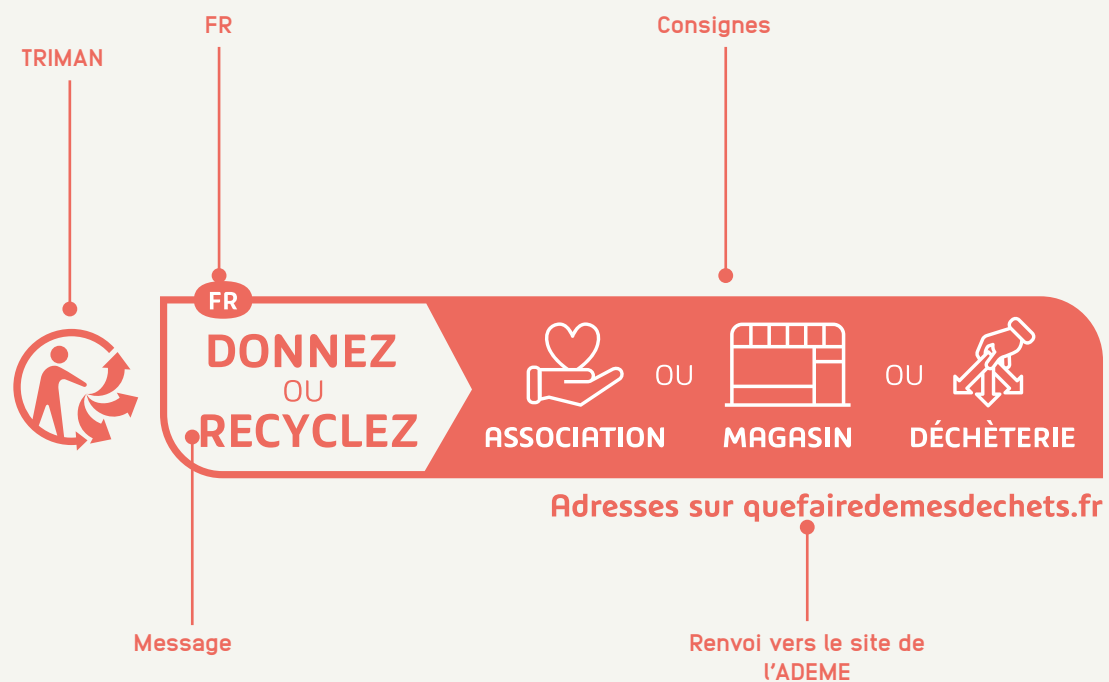 FR
Consignes
TRIMAN
FR
DONNEZ
OU
RECYCLEZ
ASSOCIATION
OU
MAGASIN
OU
DÉCHÈTERIE
Adresses sur quefairedemesdechets.fr
Message
Renvoi vers le site de
l'ADEME